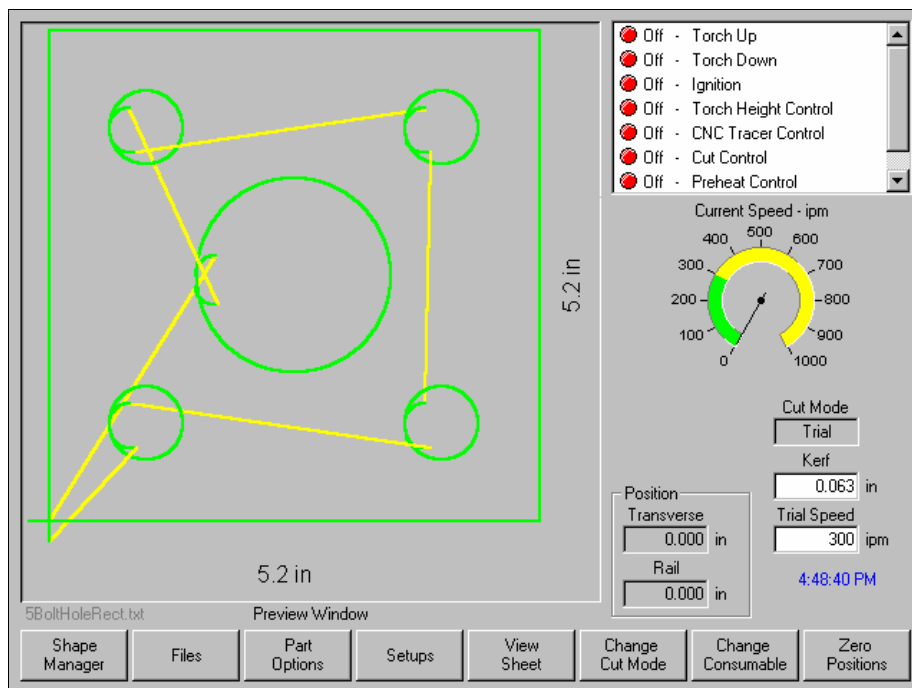 Off - Torch Up
Off - Torch Down
Off - Ignition
Off - Torch Height Control
Off - CNC Tracer Control
Off - Cut Control
Off - Preheat Control
Current Speed - ipm
0
100
200
300
400
500
600
700
800
900
1000
5.2 in
5.2 in
Cut Mode
Trial
Kerf
0.063 in
Trial Speed
300 ipm
4:48:40 PM
Position
Transverse
0.000 in
Rail
0.000 in
5BoltHoleRect.txt
Preview Window
Shape
Manager
Files
Part
Options
Setups
View
Sheet
Change
Cut Mode
Change
Consumable
Zero
Positions